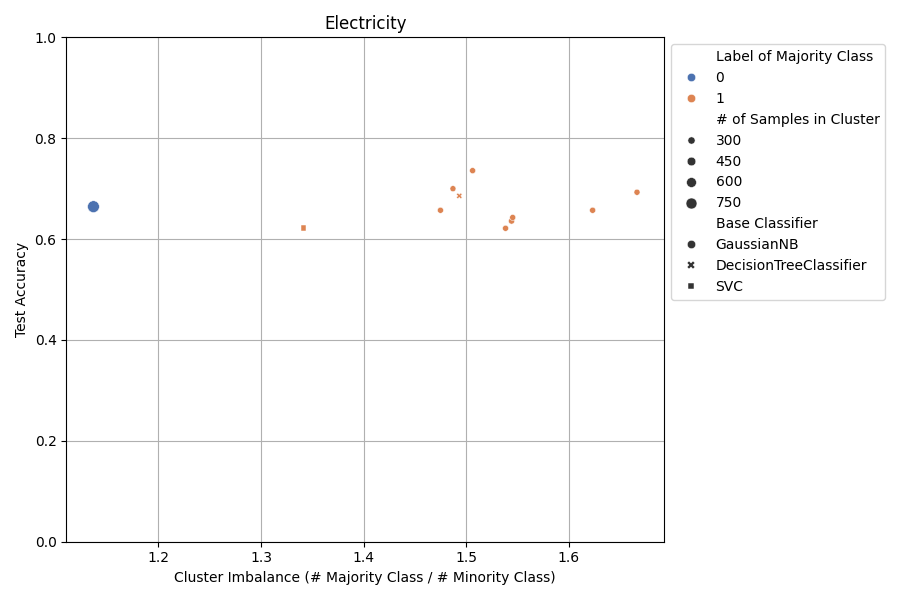 Electricity
1.0
0.8
0.6
0.4
0.2
0.0
Test Accuracy
1.2 1.3 1.4 1.5 1.6
Cluster Imbalance (# Majority Class / # Minority Class)
Label of Majority Class
0
1
# of Samples in Cluster
300
450
600
750
Base Classifier
GaussianNB
DecisionTreeClassifier
SVC